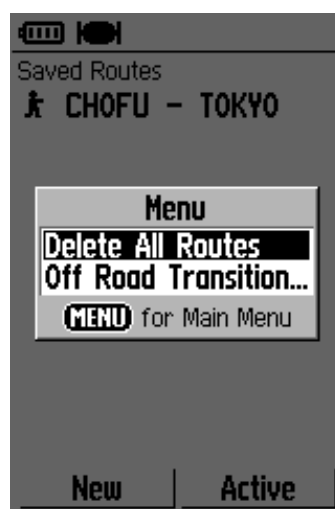 Saved Routes
CHOFU - TOKYO
Menu
Delete All Routes
Off Road Transition...
MENU for Main Menu
New Active